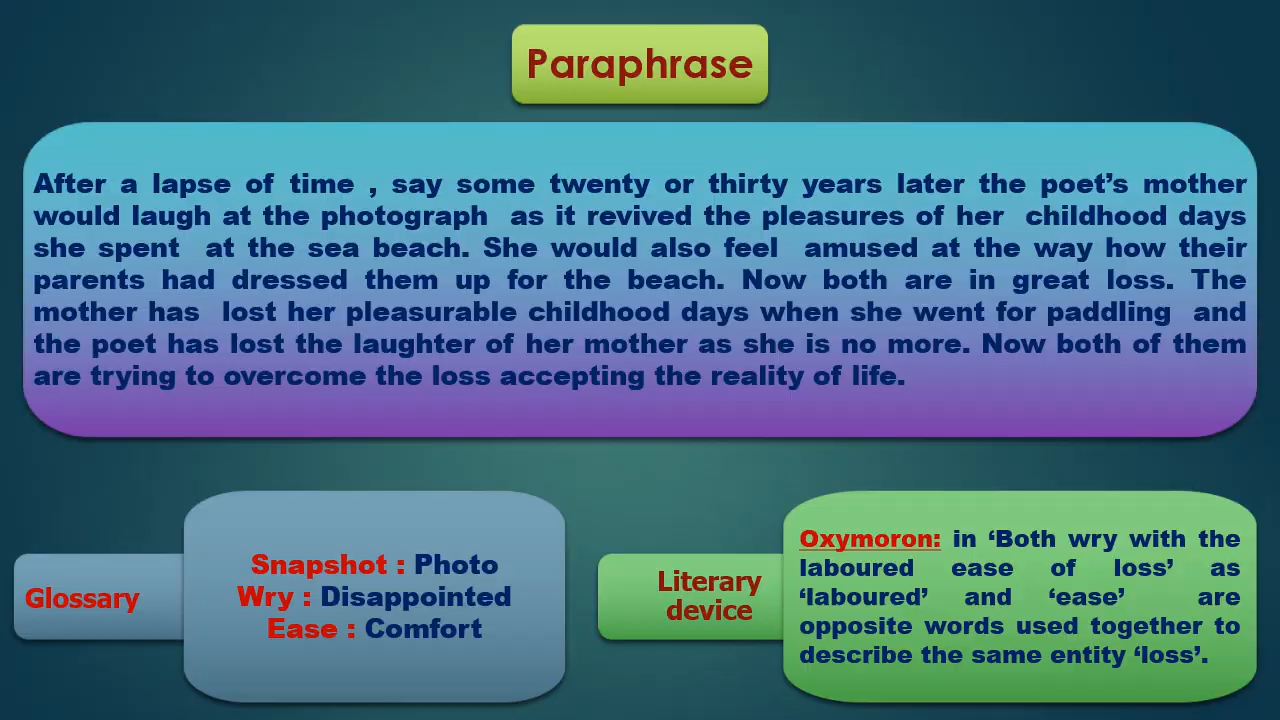 Paraphrase
After a lapse of time , say some twenty or thirty years later the poet’s mother
would laugh at the photograph as it revived the pleasures of her childhood days
she spent at the sea beach. She would also feel amused at the way how their
parents had dressed them up for the beach. Now both are in great loss. The
mother has lost her pleasurable childhood days when she went for paddling and
the poet has lost the laughter of her mother as she is no more. Now both of them
are trying to overcome the loss accepting the reality of life.
Glossary
Snapshot : Photo
Wry : Disappointed
Ease : Comfort
Literary
device
Oxymoron: in ‘Both wry with the
laboured ease of loss’ as
‘laboured’ and ‘ease’ are
opposite words used together to
describe the same entity ‘loss’.